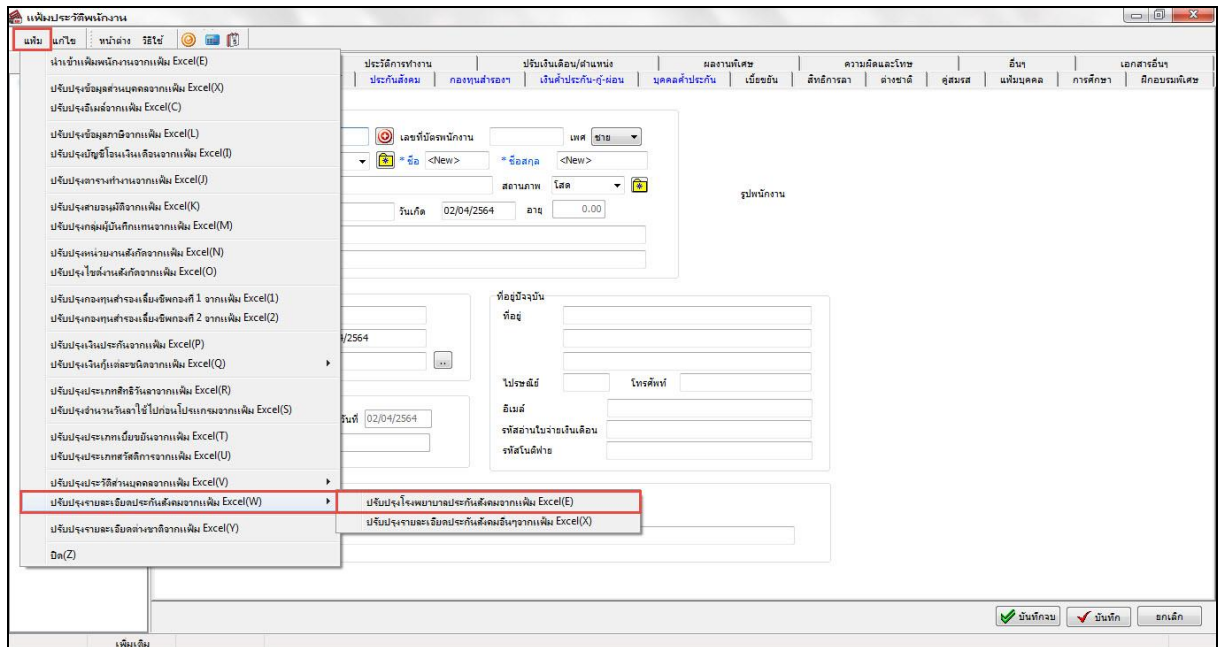 แฟ้มประวัติพนักงาน
แฟ้ม แก้ไข หน้าต่าง วิธีใช้
นำเข้าแฟ้มพนักงานจากแฟ้ม Excel(E)
ปรับปรุงข้อมูลส่วนบุคคลจากแฟ้ม Excel(X)
ปรับปรุงอีเมล์จากแฟ้ม Excel(C)
ปรับปรุงข้อมูลภาษีจากแฟ้ม Excel(L)
ปรับปรุงบัญชีโอนเงินเดือนจากแฟ้ม Excel(I)
ปรับปรุงตารางทำงานจากแฟ้ม Excel(J)
ปรับปรุงสายอนุมัติจากแฟ้ม Excel(K)
ปรับปรุงกลุ่มผู้บันทึกแทนจากแฟ้ม Excel(M)
ปรับปรุงหน่วยงานสังกัดจากแฟ้ม Excel(N)
ปรับปรุงไซต์งานสังกัดจากแฟ้ม Excel(O)
ปรับปรุงกองทุนสำรองเลี้ยงชีพกองที่ 1 จากแฟ้ม Excel(1)
ปรับปรุงกองทุนสำรองเลี้ยงชีพกองที่ 2 จากแฟ้ม Excel(2)
ปรับปรุงเงินประกันจากแฟ้ม Excel(P)
ปรับปรุงเงินกู้แต่ละชนิดจากแฟ้ม Excel(Q)
ปรับปรุงประเภทสิทธิวันลาจากแฟ้ม Excel(R)
ปรับปรุงจำนวนวันลาใช้ไปก่อนโปรแกรมจากแฟ้ม Excel(S)
ปรับปรุงประเภทเบี้ยขยันจากแฟ้ม Excel(T)
ปรับปรุงประเภทสวัสดิการจากแฟ้ม Excel(U)
ปรับปรุงประวัติส่วนบุคคลจากแฟ้ม Excel(V)
ปรับปรุงรายละเอียดประกันสังคมจากแฟ้ม Excel(W)
ปรับปรุงรายละเอียดต่างชาติจากแฟ้ม Excel(Y)
ปิด(Z)
ปรับปรุงโรงพยาบาลประกันสังคมจากแฟ้ม Excel(E)
ปรับปรุงรายละเอียดประกันสังคมอื่นๆจากแฟ้ม Excel(X)
ประวัติการทำงาน ปรับเงินเดือน/ตำแหน่ง ผลงานพิเศษ ความผิดและโทษ อื่นๆ เอกสารอื่นๆ
ประกันสังคม กองทุนสำรองฯ เงินค้ำประกัน-กู้-ผ่อน บุคคลค้ำประกัน เบี้ยขยัน สิทธิการลา ต่างชาติ คู่สมรส แฟ้มบุคคล การศึกษา ฝึกอบรมพิเศษ
เลขที่บัตรพนักงาน เพศ ชาย
* ชื่อ <New> * ชื่อสกุล <New>
สถานภาพ โสด
รูปพนักงาน
วันเกิด 02/04/2564 อายุ 0.00
ที่อยู่ปัจจุบัน
ที่อยู่
/2564
..
ไปรษณีย์ โทรศัพท์
อีเมล์
วันที่ 02/04/2564
รหัสอ่านใบจ่ายเงินเดือน
รหัสโนติฟาย
บันทึกจบ บันทึก ยกเลิก
เพิ่มเติม